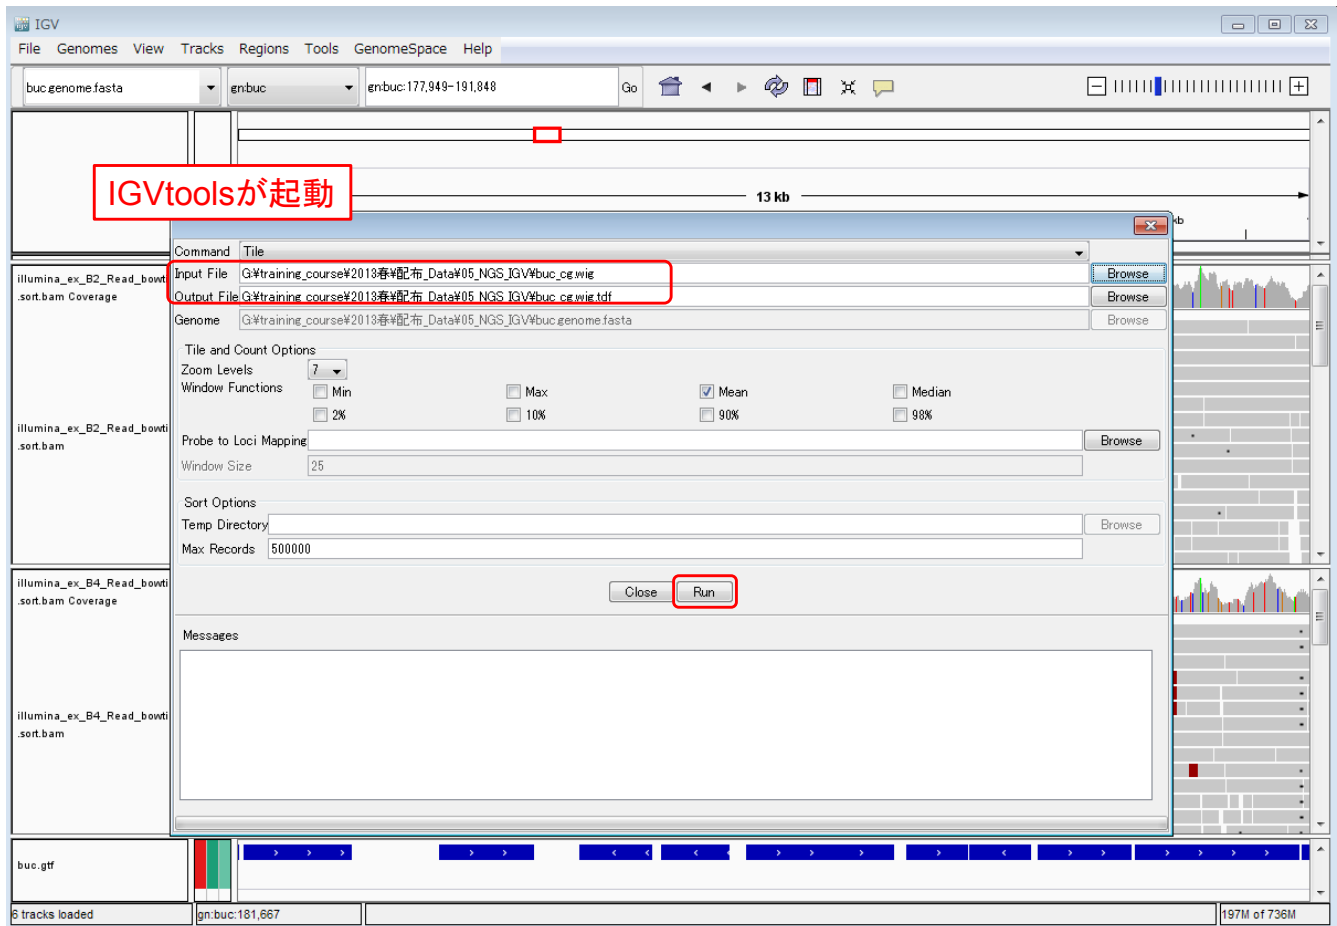 IGV
File Genomes View Tracks Regions Tools GenomeSpace Help
buc.genome.fasta gn:buc gn:buc:177,949-191,848 Go
IGVtoolsが起動
13 kb
kb
Command Tile
Input File G:¥training_course¥2013春¥配布_Data¥05_NGS_IGV¥buc_cg.wig Browse
Output File G:¥training_course¥2013春¥配布_Data¥05_NGS_IGV¥buc_cg.wig.tdf Browse
Genome G:¥training_course¥2013春¥配布_Data¥05_NGS_IGV¥buc.genome.fasta Browse
Tile and Count Options
Zoom Levels 7
Window Functions Min Max Mean Median
2% 10% 90% 98%
Probe to Loci Mapping Browse
Window Size 25
Sort Options
Temp Directory Browse
Max Records 500000
Close Run
Messages
illumina_ex_B2_Read_bowti
.sort.bam Coverage
illumina_ex_B2_Read_bowti
.sort.bam
illumina_ex_B4_Read_bowti
.sort.bam Coverage
illumina_ex_B4_Read_bowti
.sort.bam
buc.gtf
6 tracks loaded gn:buc:181,667 197M of 736M